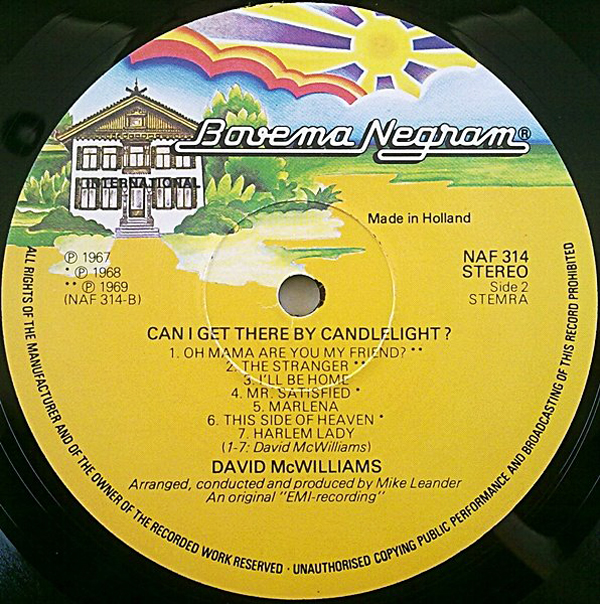 Bovema Negram®
INTERNATIONAL
Made in Holland
℗ 1967
* ℗ 1968
** ℗ 1969
(NAF 314-B)
NAF 314
STEREO
Side 2
STEMRA
CAN I GET THERE BY CANDLELIGHT?
1. OH MAMA ARE YOU MY FRIEND? **
2. THE STRANGER **
3. I'LL BE HOME
4. MR. SATISFIED *
5. MARLENA
6. THIS SIDE OF HEAVEN *
7. HARLEM LADY
(1-7: David McWilliams)
DAVID McWILLIAMS
Arranged, conducted and produced by Mike Leander
An original "EMI-recording"
ALL RIGHTS OF THE MANUFACTURER AND OF THE OWNER OF THE RECORDED WORK RESERVED · UNAUTHORISED COPYING PUBLIC PERFORMANCE AND BROADCASTING OF THIS RECORD PROHIBITED